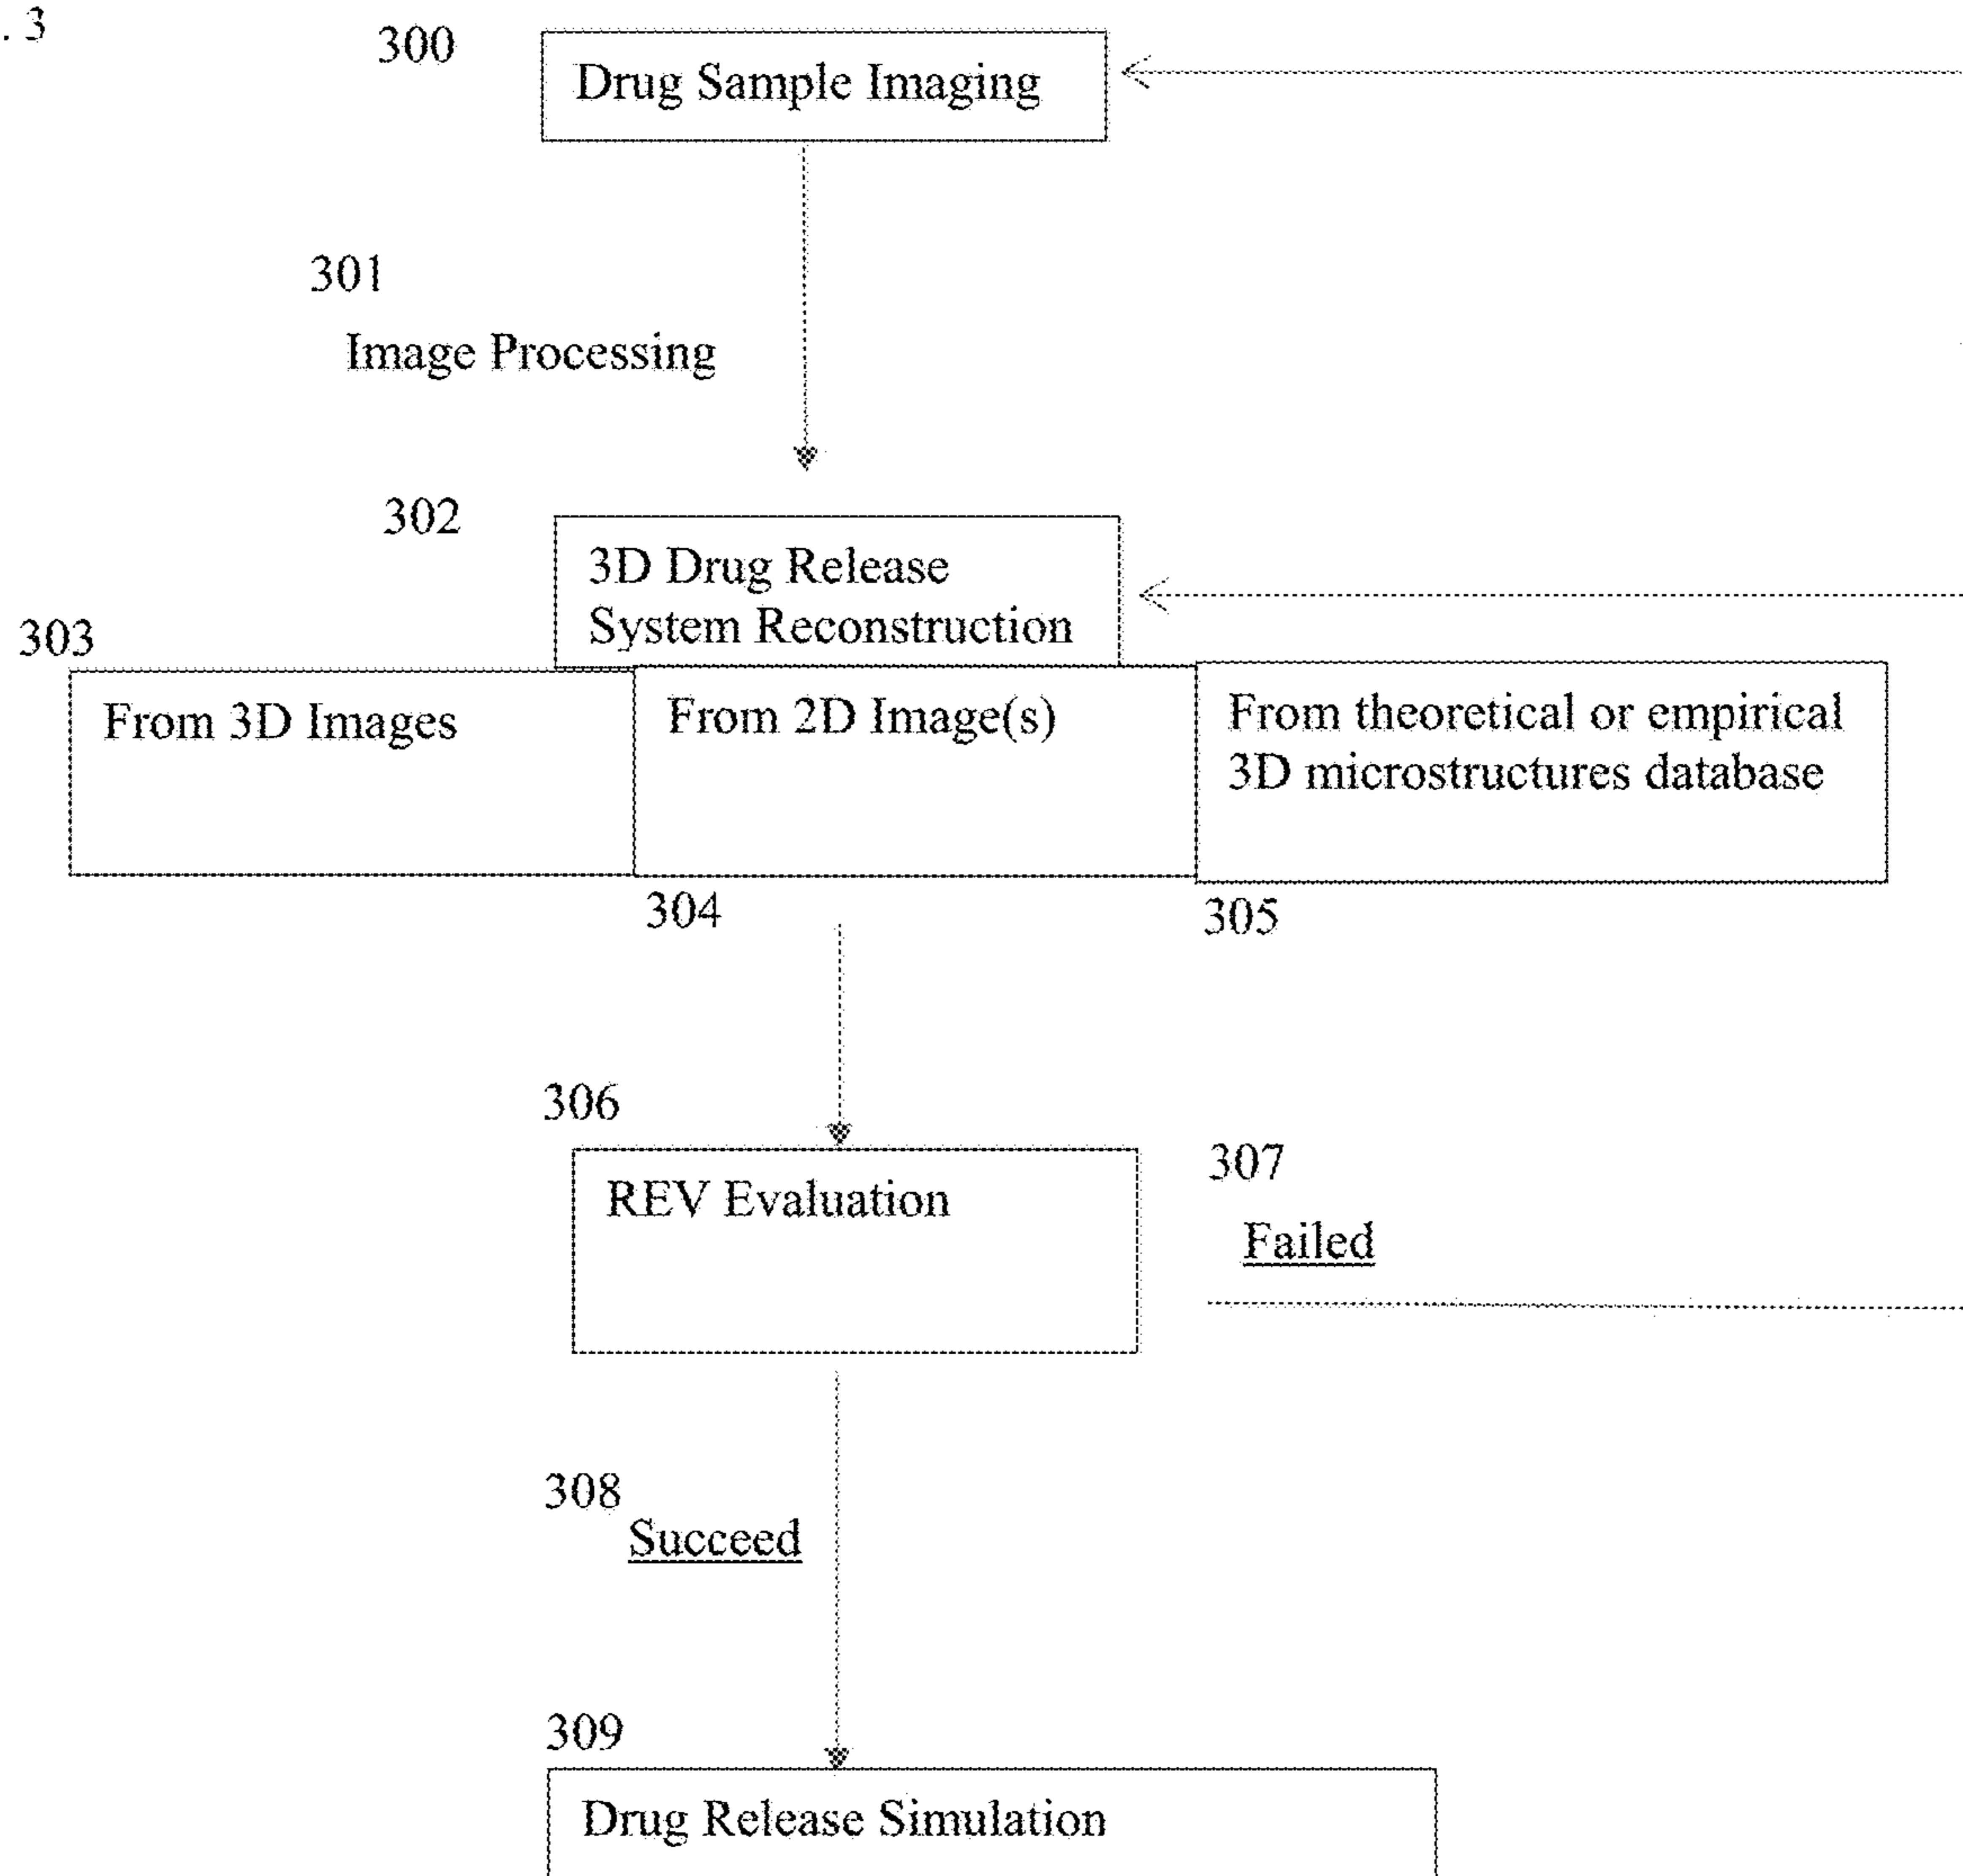 . 3
300
Drug Sample Imaging
301
Image Processing
302
3D Drug Release
System Reconstruction
303
From 3D Images
From 2D Image(s)
From theoretical or empirical
3D microstructures database
304
305
306
REV Evaluation
307
Failed
308
Succeed
309
Drug Release Simulation